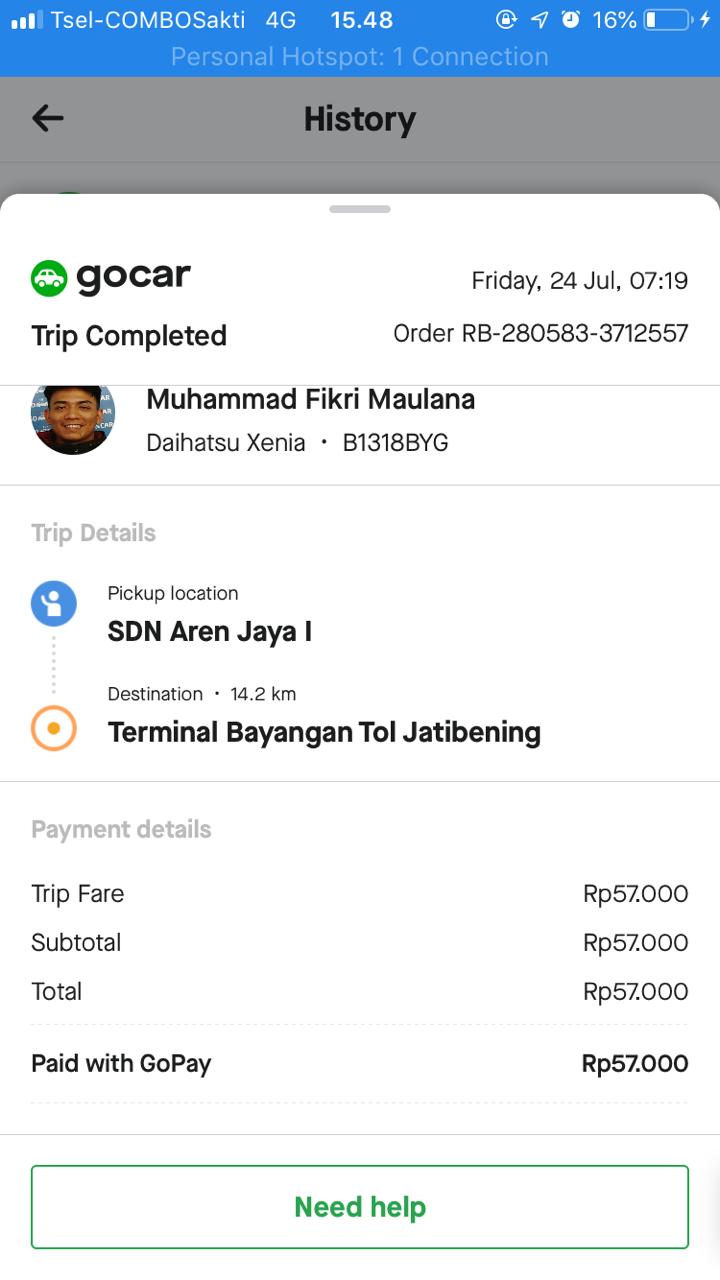 Tsel-COMBOSakti 4G 15.48 16%
Personal Hotspot: 1 Connection
History
gocar
Friday, 24 Jul, 07:19
Trip Completed
Order RB-280583-3712557
Muhammad Fikri Maulana
Daihatsu Xenia • B1318BYG
Trip Details
Pickup location
SDN Aren Jaya I
Destination • 14.2 km
Terminal Bayangan Tol Jatibening
Payment details
Trip Fare Rp57.000
Subtotal Rp57.000
Total Rp57.000
Paid with GoPay Rp57.000
Need help